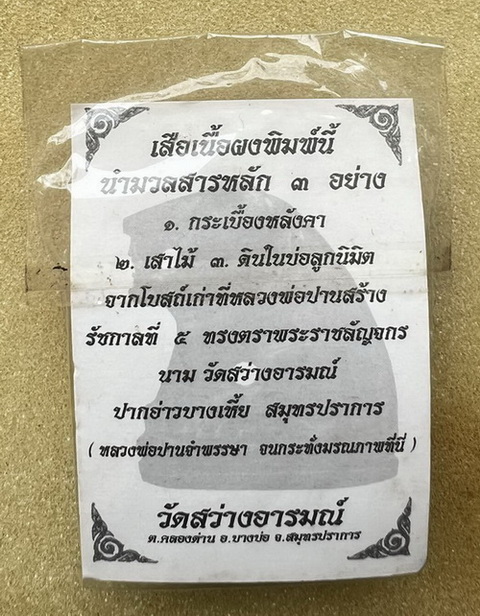 เสือเนื้อผงพิมพ์นี้
นำมวลสารหลัก ๓ อย่าง
๑. กระเบื้องหลังคา
๒. เสาไม้ ๓. ดินในบ่อลูกนิมิต
จากโบสถ์เก่าที่หลวงพ่อปานสร้าง
รัชกาลที่ ๕ ทรงตราพระราชลัญจกร
นาม วัดสว่างอารมณ์
ปากอ่าวบางเหี้ย สมุทรปราการ
( หลวงพ่อปานจำพรรษา จนกระทั่งมรณภาพที่นี่ )
วัดสว่างอารมณ์
ต.คลองด่าน อ.บางบ่อ จ.สมุทรปราการ